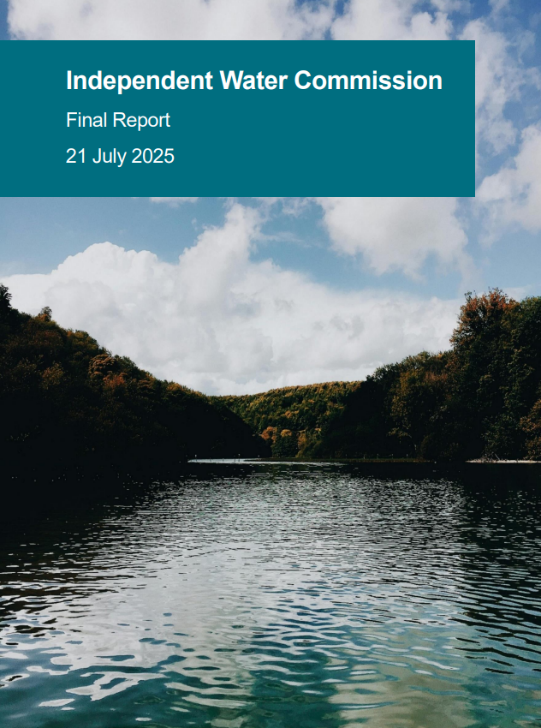 Independent Water Commission
Final Report
21 July 2025